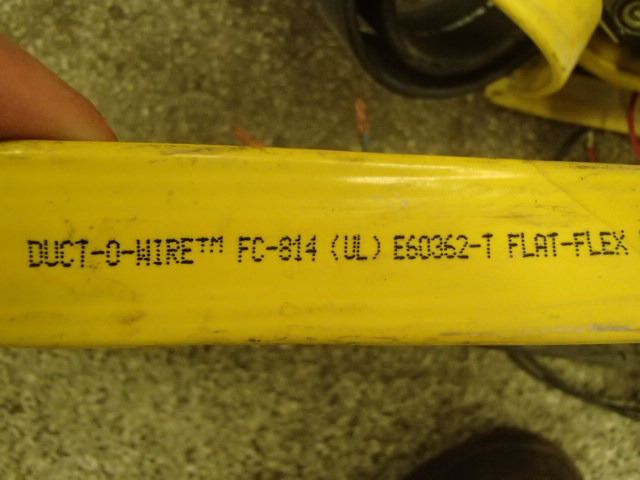 DUCT-O-WIRE™ FC-814 (UL) E60362-T FLAT-FLEX